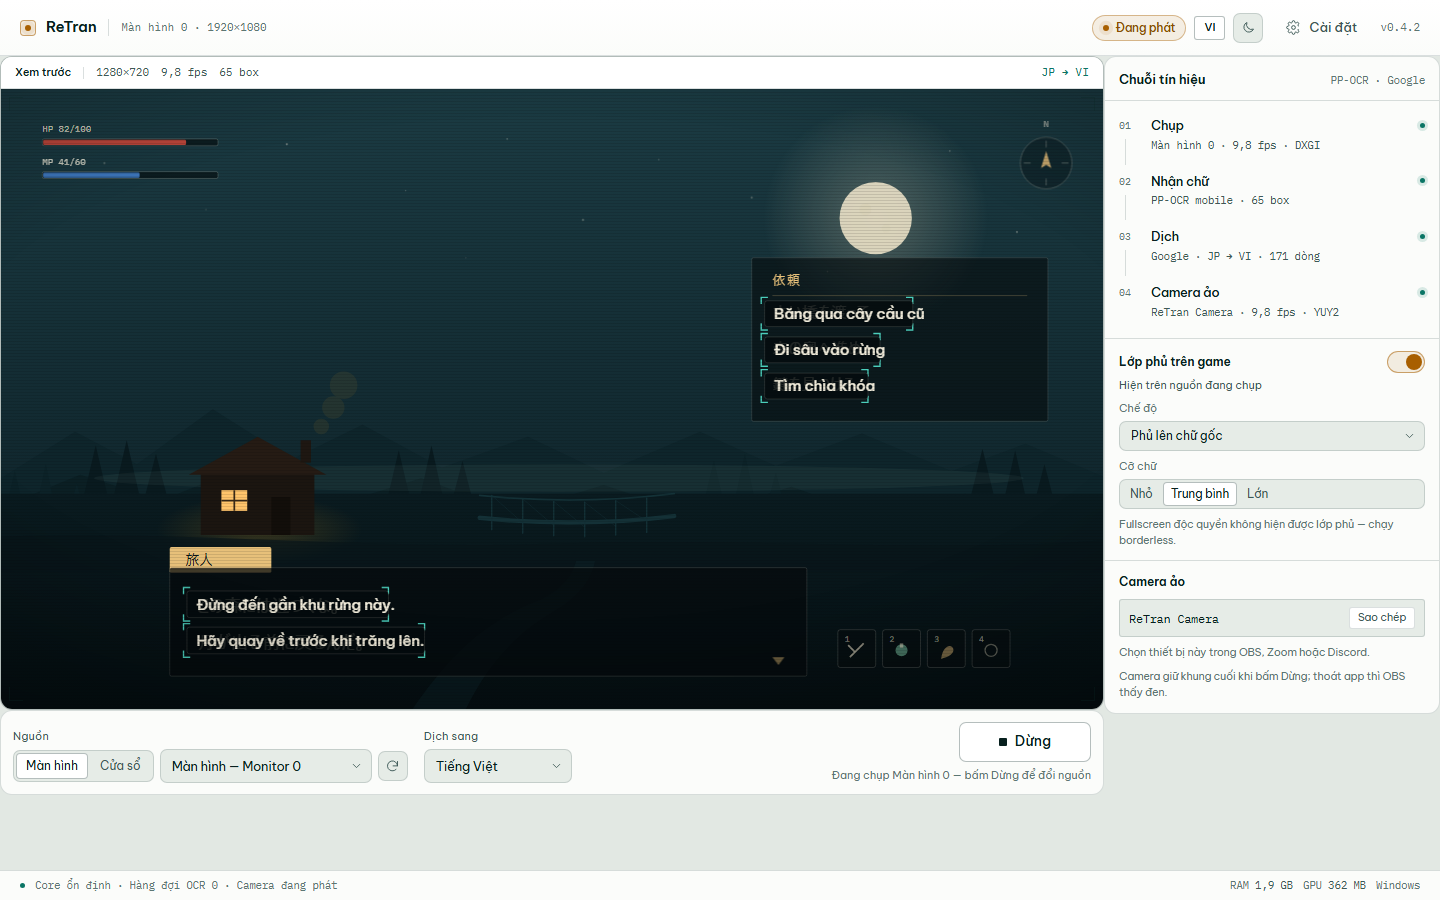 ReTran
Màn hình 0 · 1920×1080
Đang phát
VI
Cài đặt
v0.4.2
Xem trước
1280×720 9,8 fps 65 box
JP → VI
HP 82/100
MP 41/60
N
依頼
Băng qua cây cầu cũ
Đi sâu vào rừng
Tìm chìa khóa
旅人
Đừng đến gần khu rừng này.
Hãy quay về trước khi trăng lên.
1 2 3 4
Nguồn
Màn hình
Cửa sổ
Màn hình — Monitor 0
Dịch sang
Tiếng Việt
Dừng
Đang chụp Màn hình 0 — bấm Dừng để đổi nguồn
Chuỗi tín hiệu
PP-OCR · Google
01 Chụp
Màn hình 0 · 9,8 fps · DXGI
02 Nhận chữ
PP-OCR mobile · 65 box
03 Dịch
Google · JP → VI · 171 dòng
04 Camera ảo
ReTran Camera · 9,8 fps · YUY2
Lớp phủ trên game
Hiện trên nguồn đang chụp
Chế độ
Phủ lên chữ gốc
Cỡ chữ
Nhỏ Trung bình Lớn
Fullscreen độc quyền không hiện được lớp phủ — chạy
borderless.
Camera ảo
ReTran Camera
Sao chép
Chọn thiết bị này trong OBS, Zoom hoặc Discord.
Camera giữ khung cuối khi bấm Dừng; thoát app thì OBS
thấy đen.
Core ổn định · Hàng đợi OCR 0 · Camera đang phát
RAM 1,9 GB GPU 362 MB Windows